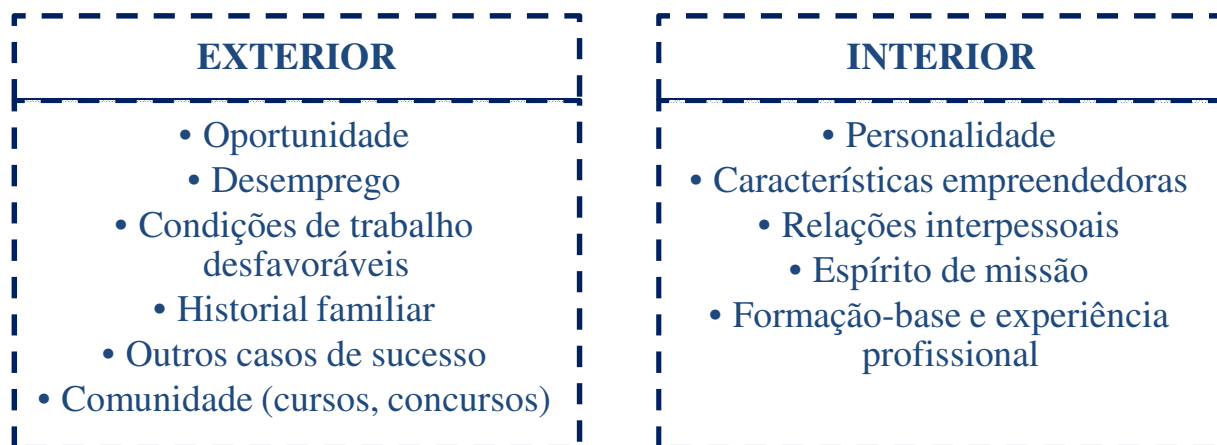 EXTERIOR
• Oportunidade
• Desemprego
• Condições de trabalho
desfavoráveis
• Historial familiar
• Outros casos de sucesso
• Comunidade (cursos, concursos)
INTERIOR
• Personalidade
• Características empreendedoras
• Relações interpessoais
• Espírito de missão
• Formação-base e experiência
profissional